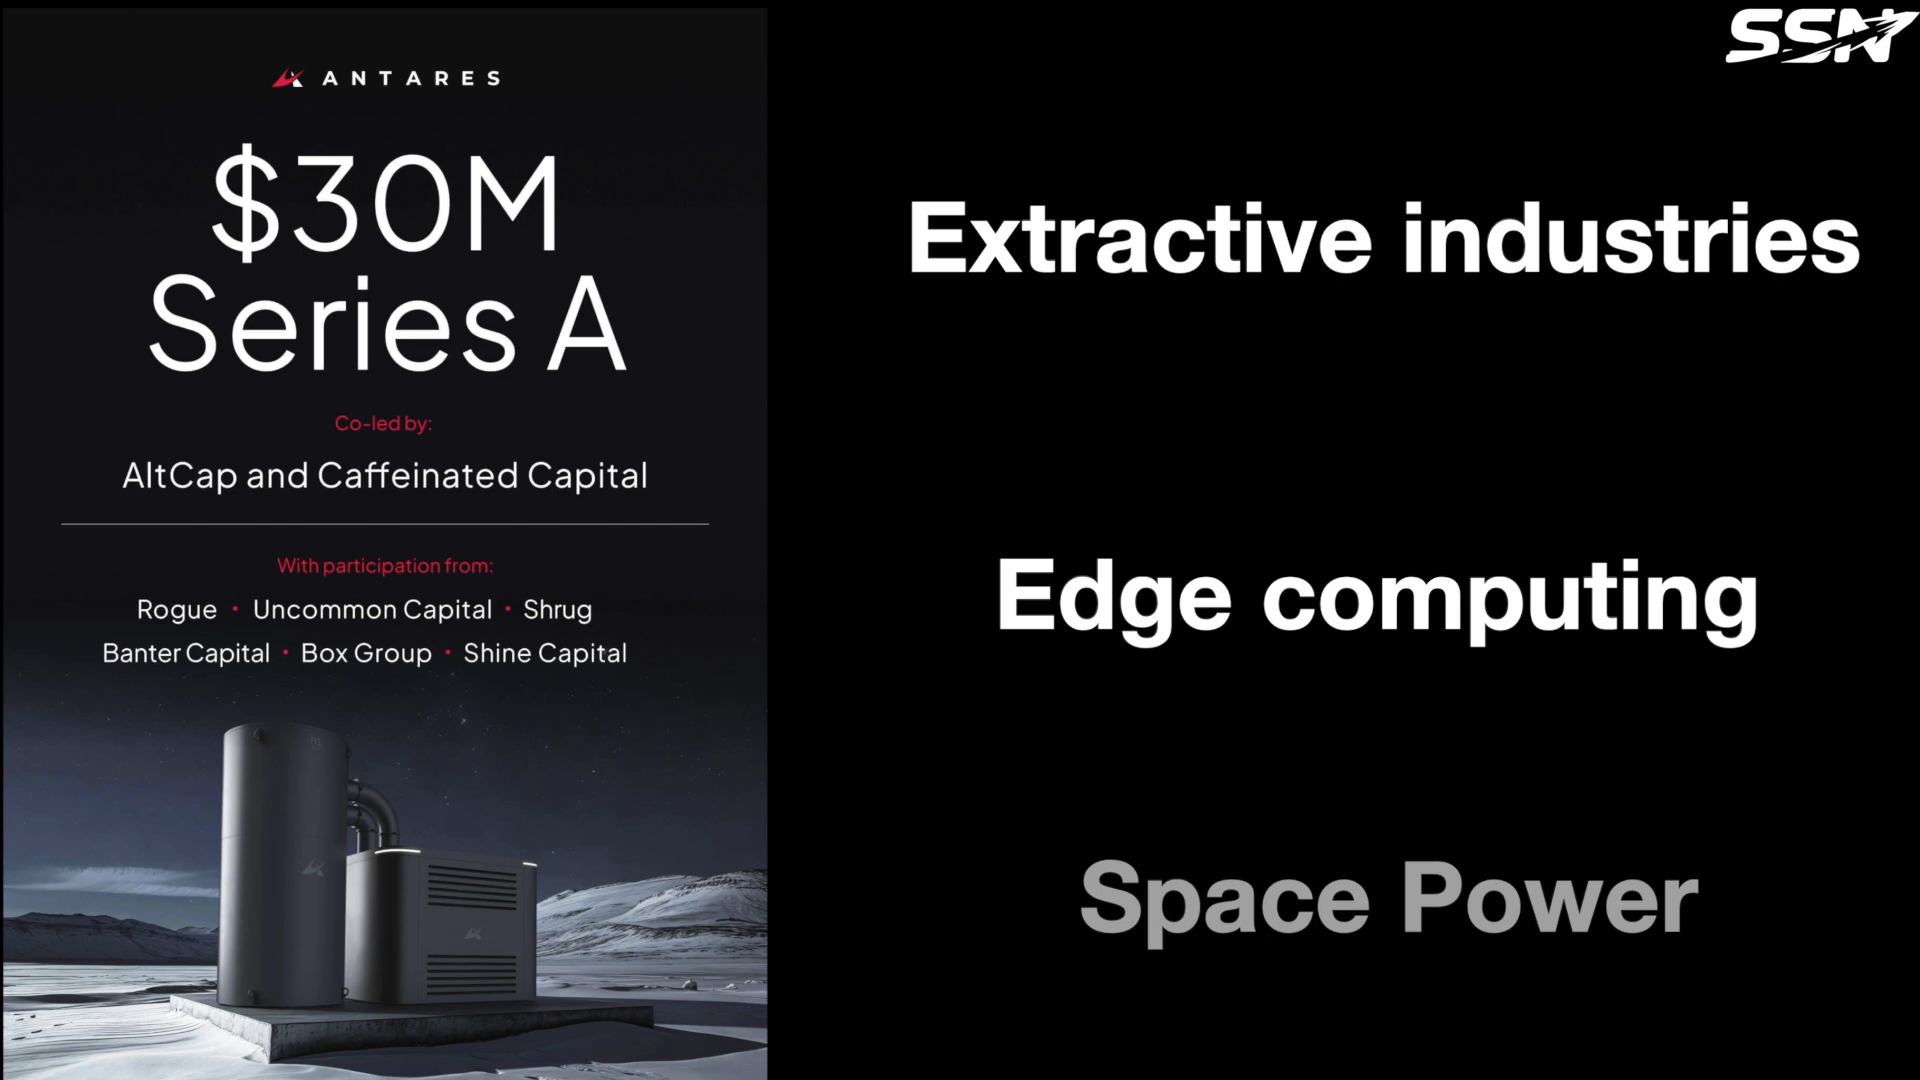 ANTARES
$30M
Series A
Co-led by:
AltCap and Caffeinated Capital
With participation from:
Rogue • Uncommon Capital • Shrug
Banter Capital • Box Group • Shine Capital
R1
SSN
Extractive industries
Edge computing
Space Power